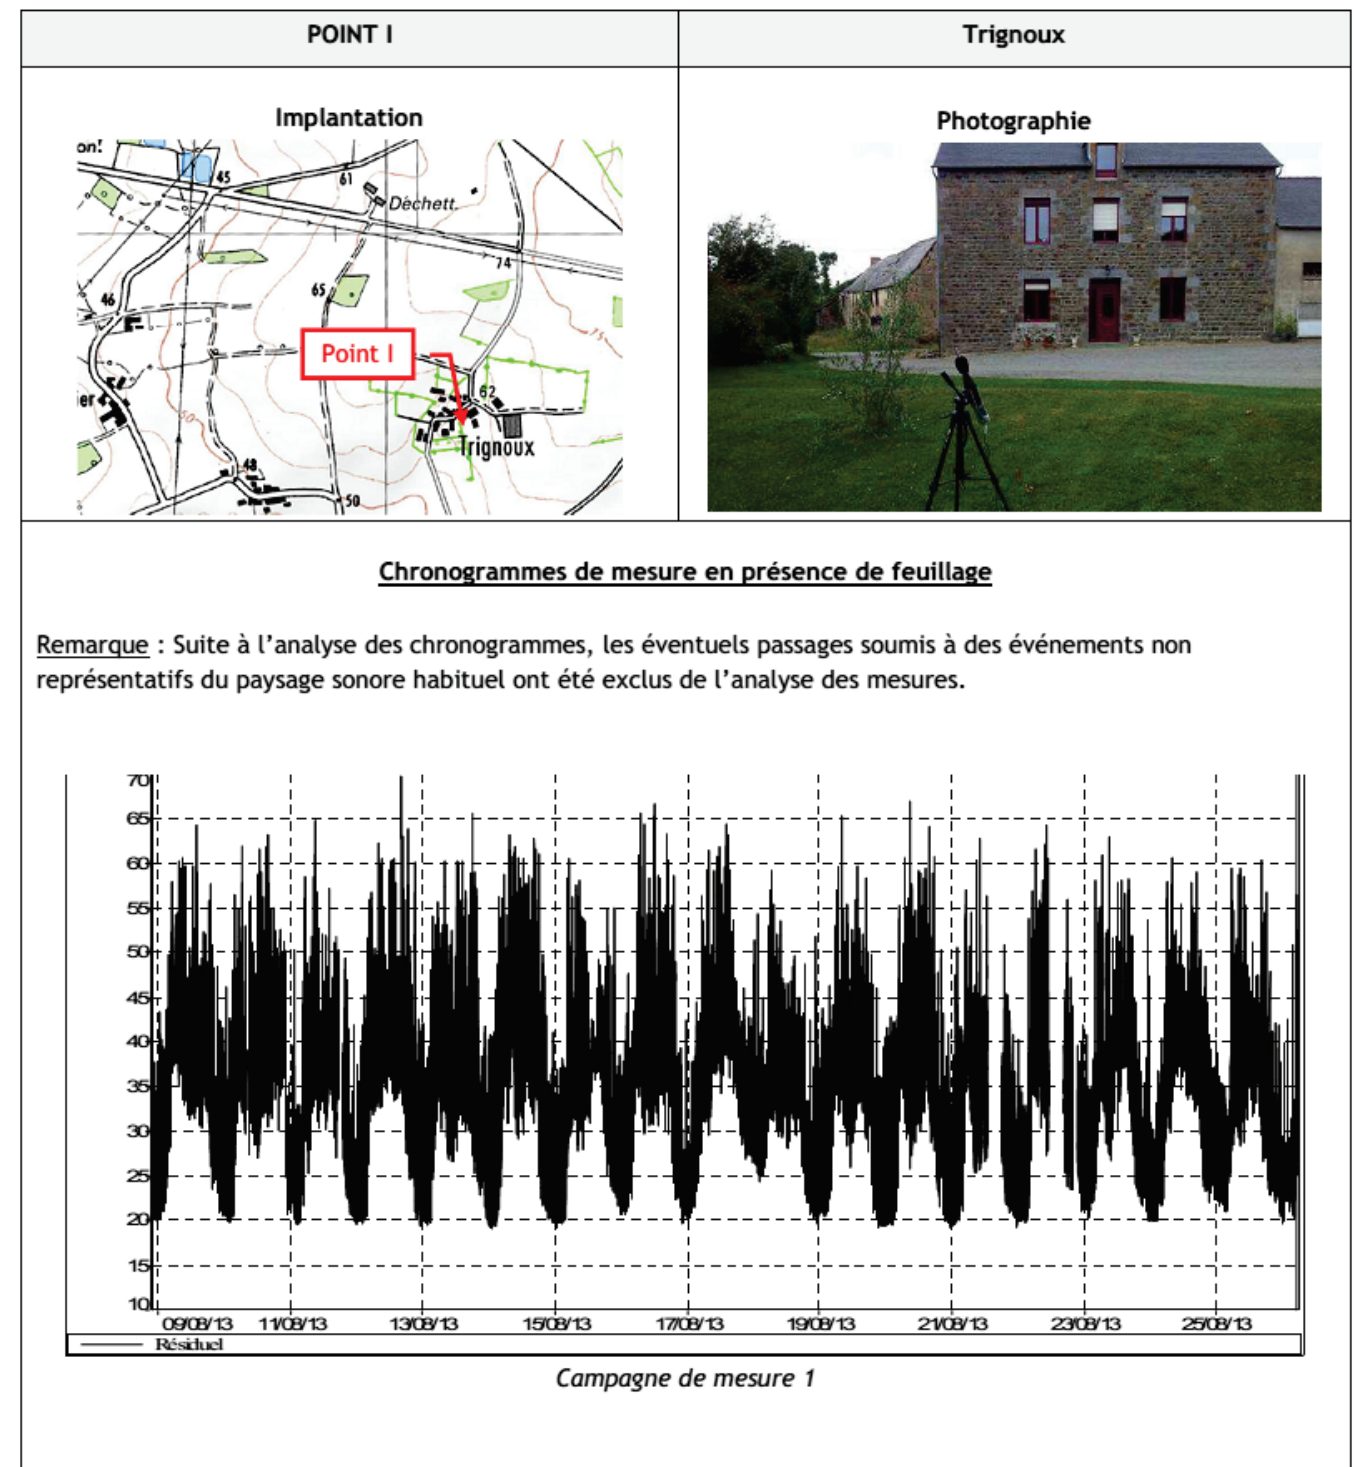 POINT I
Trignoux
Implantation
Photographie
on!
45
61
Déchett.
74
65
46
75
Point I
62
er
Trignoux
60
48
50
Chronogrammes de mesure en présence de feuillage
Remarque : Suite à l'analyse des chronogrammes, les éventuels passages soumis à des événements non
représentatifs du paysage sonore habituel ont été exclus de l'analyse des mesures.
70
65
60
55
50
45
40
35
30
25
20
15
10
09/08/13 11/08/13 13/08/13 15/08/13 17/08/13 19/08/13 21/08/13 23/08/13 25/08/13
Résiduel
Campagne de mesure 1